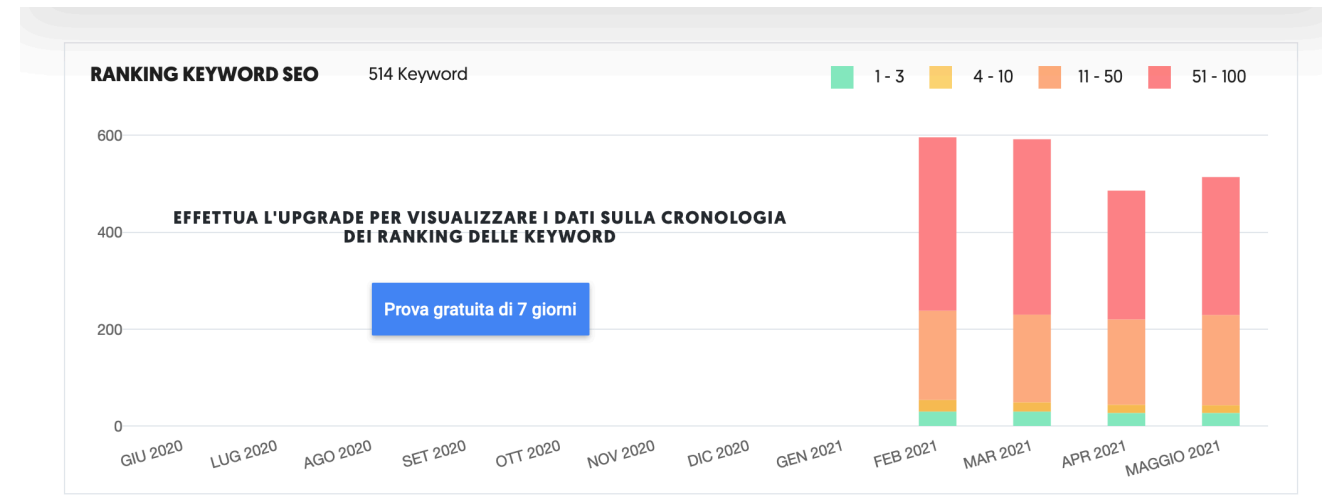 RANKING KEYWORD SEO 514 Keyword 1 - 3 4 - 10 11 - 50 51 - 100
600
EFFETTUA L'UPGRADE PER VISUALIZZARE I DATI SULLA CRONOLOGIA
400
DEI RANKING DELLE KEYWORD
Prova gratuita di 7 giorni
200
0
GIU 2020 LUG 2020 AGO 2020 SET 2020 OTT 2020 NOV 2020 DIC 2020 GEN 2021 FEB 2021 MAR 2021 APR 2021 MAGGIO 2021